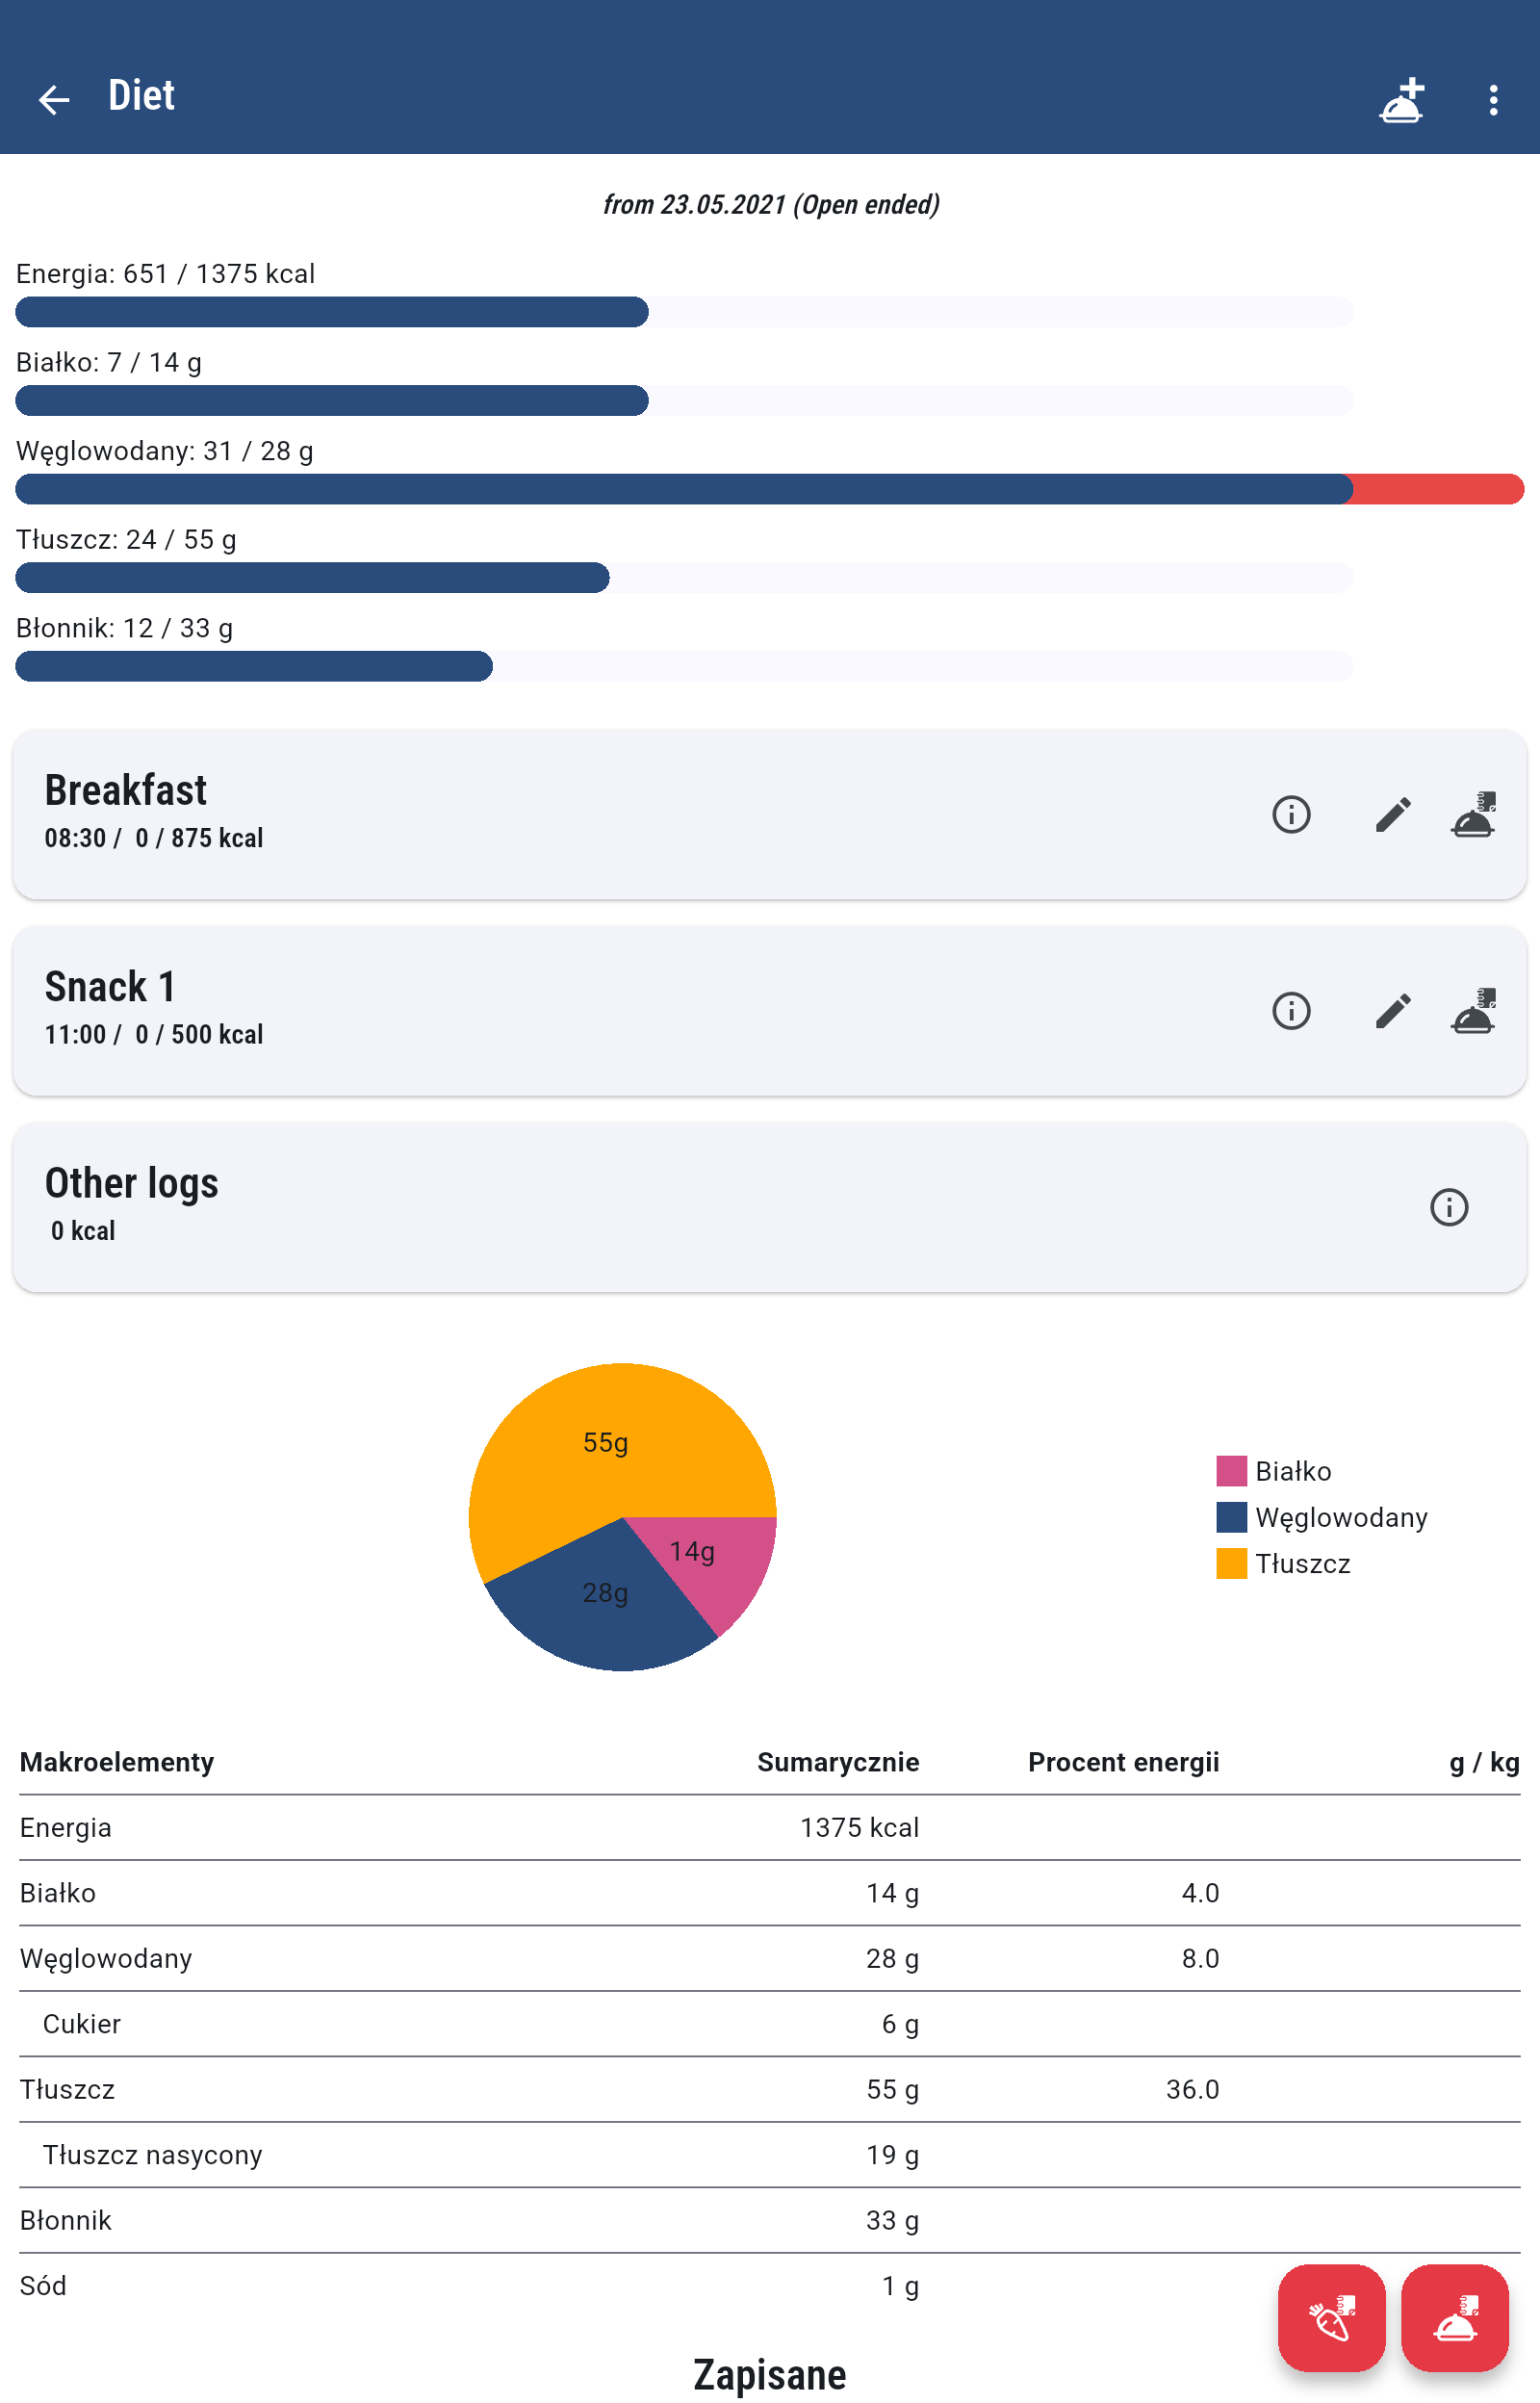 Diet
from 23.05.2021 (Open ended)
Energia: 651 / 1375 kcal
Białko: 7 / 14 g
Węglowodany: 31 / 28 g
Tłuszcz: 24 / 55 g
Błonnik: 12 / 33 g
Breakfast
08:30 / 0 / 875 kcal
Snack 1
11:00 / 0 / 500 kcal
Other logs
0 kcal
55g
14g
28g
Białko
Węglowodany
Tłuszcz
Makroelementy Sumarycznie Procent energii g / kg
Energia 1375 kcal
Białko 14 g 4.0
Węglowodany 28 g 8.0
Cukier 6 g
Tłuszcz 55 g 36.0
Tłuszcz nasycony 19 g
Błonnik 33 g
Sód 1 g
Zapisane